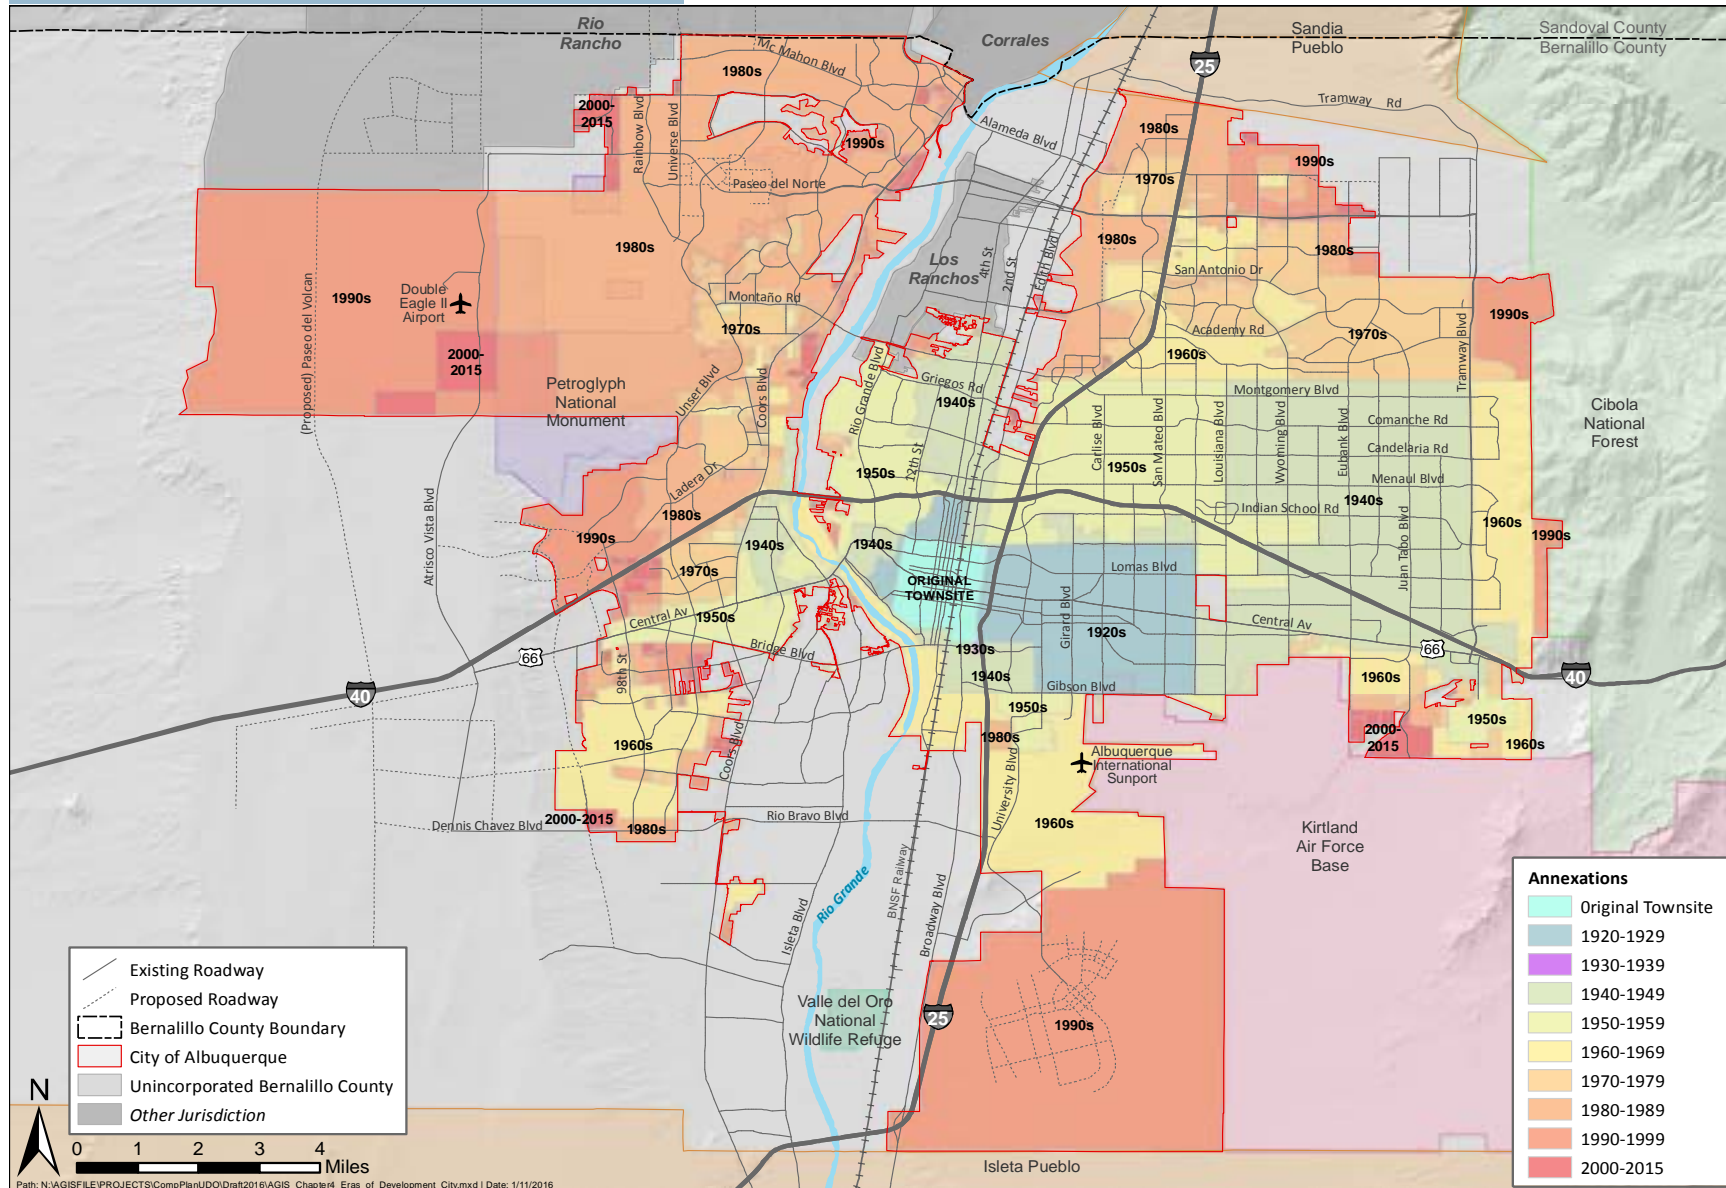 Rio
Rancho
Corrales
Sandia
Pueblo
Sandoval County
Bernalillo County
25
Mc Mahon Blvd
1980s
Tramway Rd
2000-
2015
Rainbow Blvd
Universe Blvd
1990s
Alameda Blvd
1980s
1990s
Paseo del Norte
1970s
1980s
1980s
1980s
Los
Ranchos
4th St
2nd St
Edith Blvd
San Antonio Dr
(Proposed) Paseo del Volcan
1990s
Double
Eagle II
Airport
Montaño Rd
1970s
Academy Rd
1970s
1960s
Tramway Blvd
1990s
2000-
2015
Petroglyph
National
Monument
Unser Blvd
Coors Blvd
Rio Grande Blvd
Griegos Rd
1940s
Montgomery Blvd
Cibola
National
Forest
Carlise Blvd
San Mateo Blvd
Louisiana Blvd
Wyoming Blvd
Eubank Blvd
Comanche Rd
Candelaria Rd
Menaul Blvd
1950s
12th St
1950s
Ladera Dr
1980s
1940s
Indian School Rd
Juan Tabo Blvd
1960s
1990s
Atrisco Vista Blvd
1990s
1940s
1940s
1970s
ORIGINAL
TOWNSITE
Lomas Blvd
Central Av
1950s
Girard Blvd
1920s
Central Av
66
66
Bridge Blvd
1930s
98th St
1940s
Gibson Blvd
1960s
40
40
1950s
1950s
1960s
1980s
2000-
2015
1960s
Coors Blvd
University Blvd
Albuquerque
International
Sunport
2000-2015
1980s
Dennis Chavez Blvd
Rio Bravo Blvd
1960s
Kirtland
Air Force
Base
Rio Grande
BNSF Railway
Broadway Blvd
Isleta Blvd
Valle del Oro
National
Wildlife Refuge
25
1990s
Isleta Pueblo
Existing Roadway
Proposed Roadway
Bernalillo County Boundary
City of Albuquerque
Unincorporated Bernalillo County
Other Jurisdiction
N
0 1 2 3 4
Miles
Annexations
Original Townsite
1920-1929
1930-1939
1940-1949
1950-1959
1960-1969
1970-1979
1980-1989
1990-1999
2000-2015
Path: N:\AGISFILE\PROJECTS\CompPlanUDO\Draft2016\AGIS_Chapter4_Eras_of_Development_City.mxd | Date: 1/11/2016